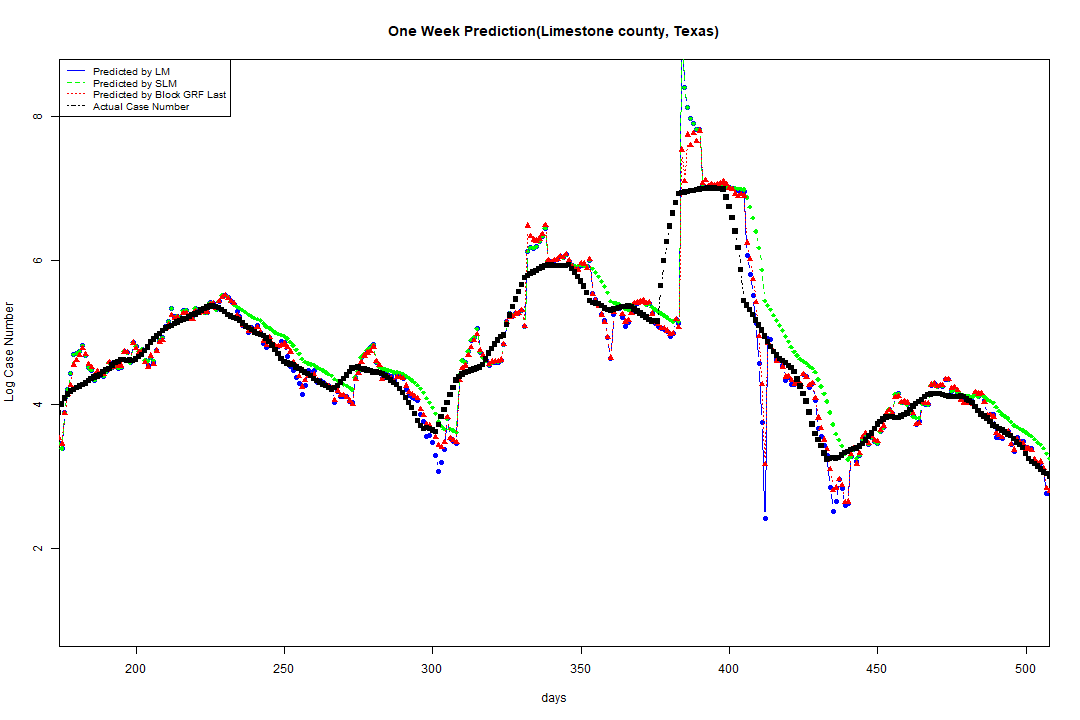 One Week Prediction(Limestone county, Texas)
Predicted by LM
Predicted by SLM
Predicted by Block GRF Last
Actual Case Number
Log Case Number
8
6
4
2
200 250 300 350 400 450 500
days